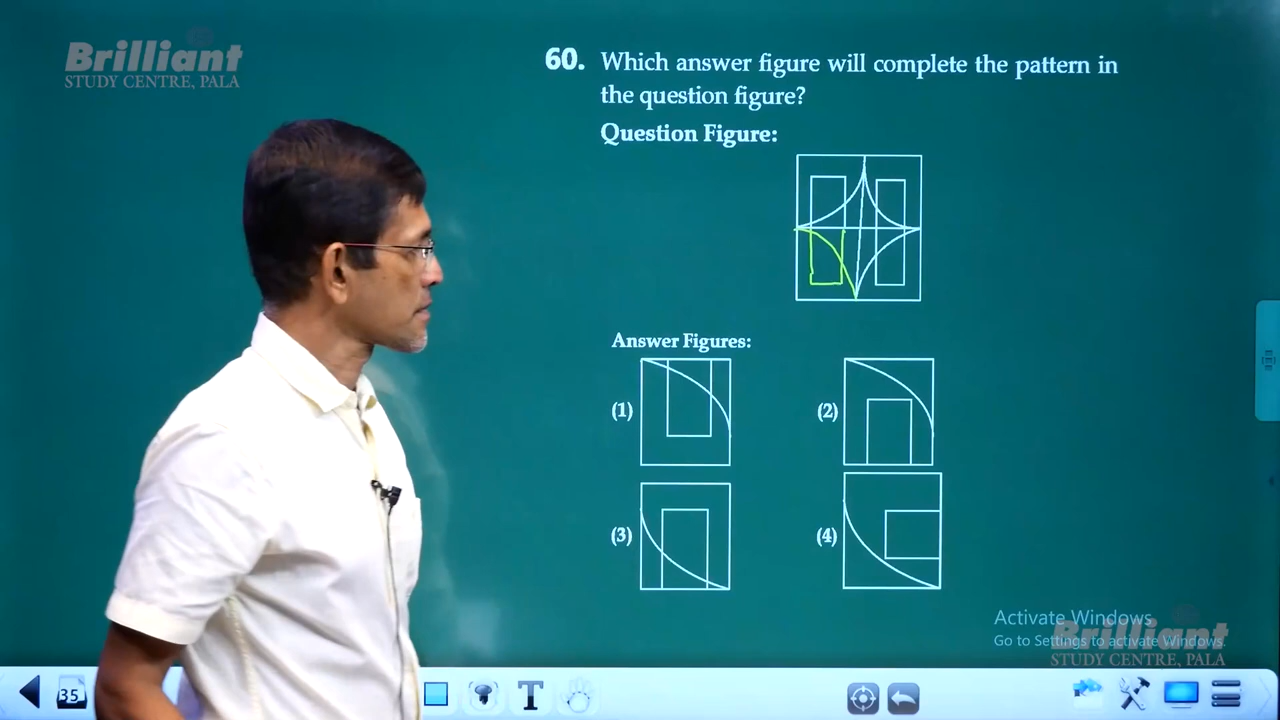 Brilliant
STUDY CENTRE, PALA
60. Which answer figure will complete the pattern in
the question figure?
Question Figure:
Answer Figures:
(1)
(2)
(3)
(4)
Activate Windows
Go to Settings to activate Windows.
Brilliant
STUDY CENTRE, PALA
35
T